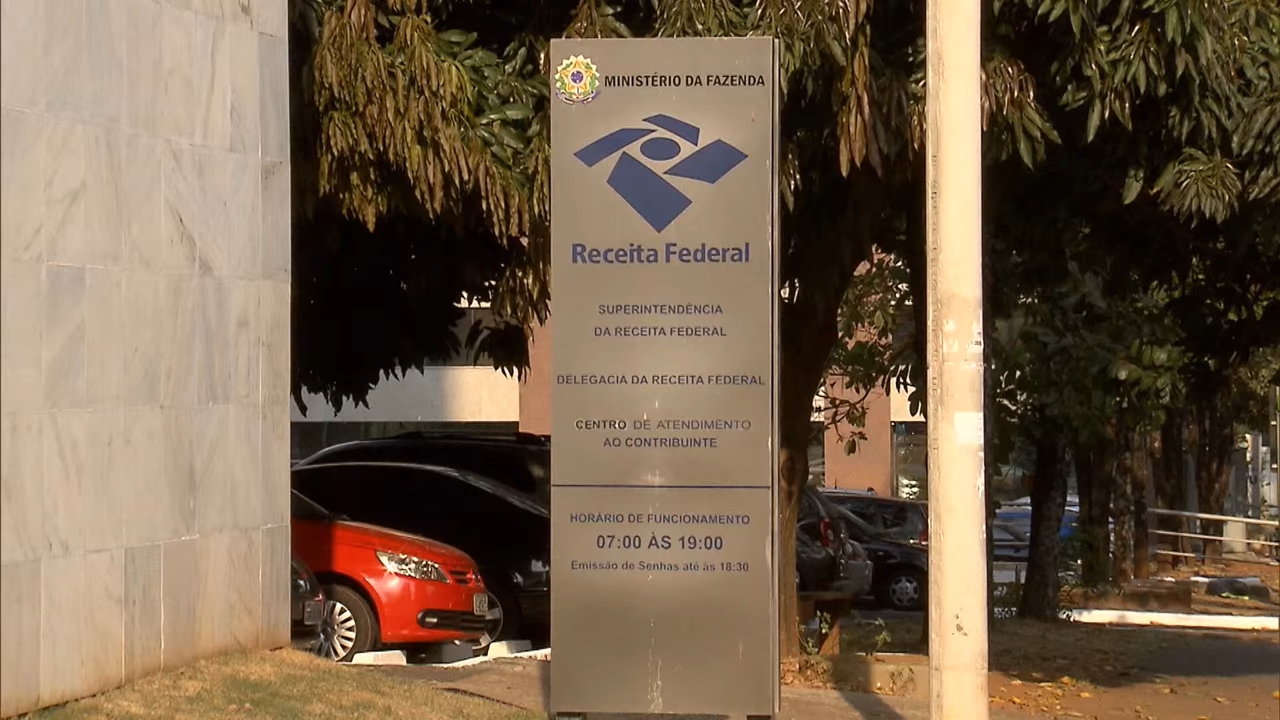 MINISTÉRIO DA FAZENDA
Receita Federal
SUPERINTENDÊNCIA
DA RECEITA FEDERAL
DELEGACIA DA RECEITA FEDERAL
CENTRO DE ATENDIMENTO
AO CONTRIBUINTE
HORÁRIO DE FUNCIONAMENTO
07:00 ÀS 19:00
Emissão de Senhas até às 18:30